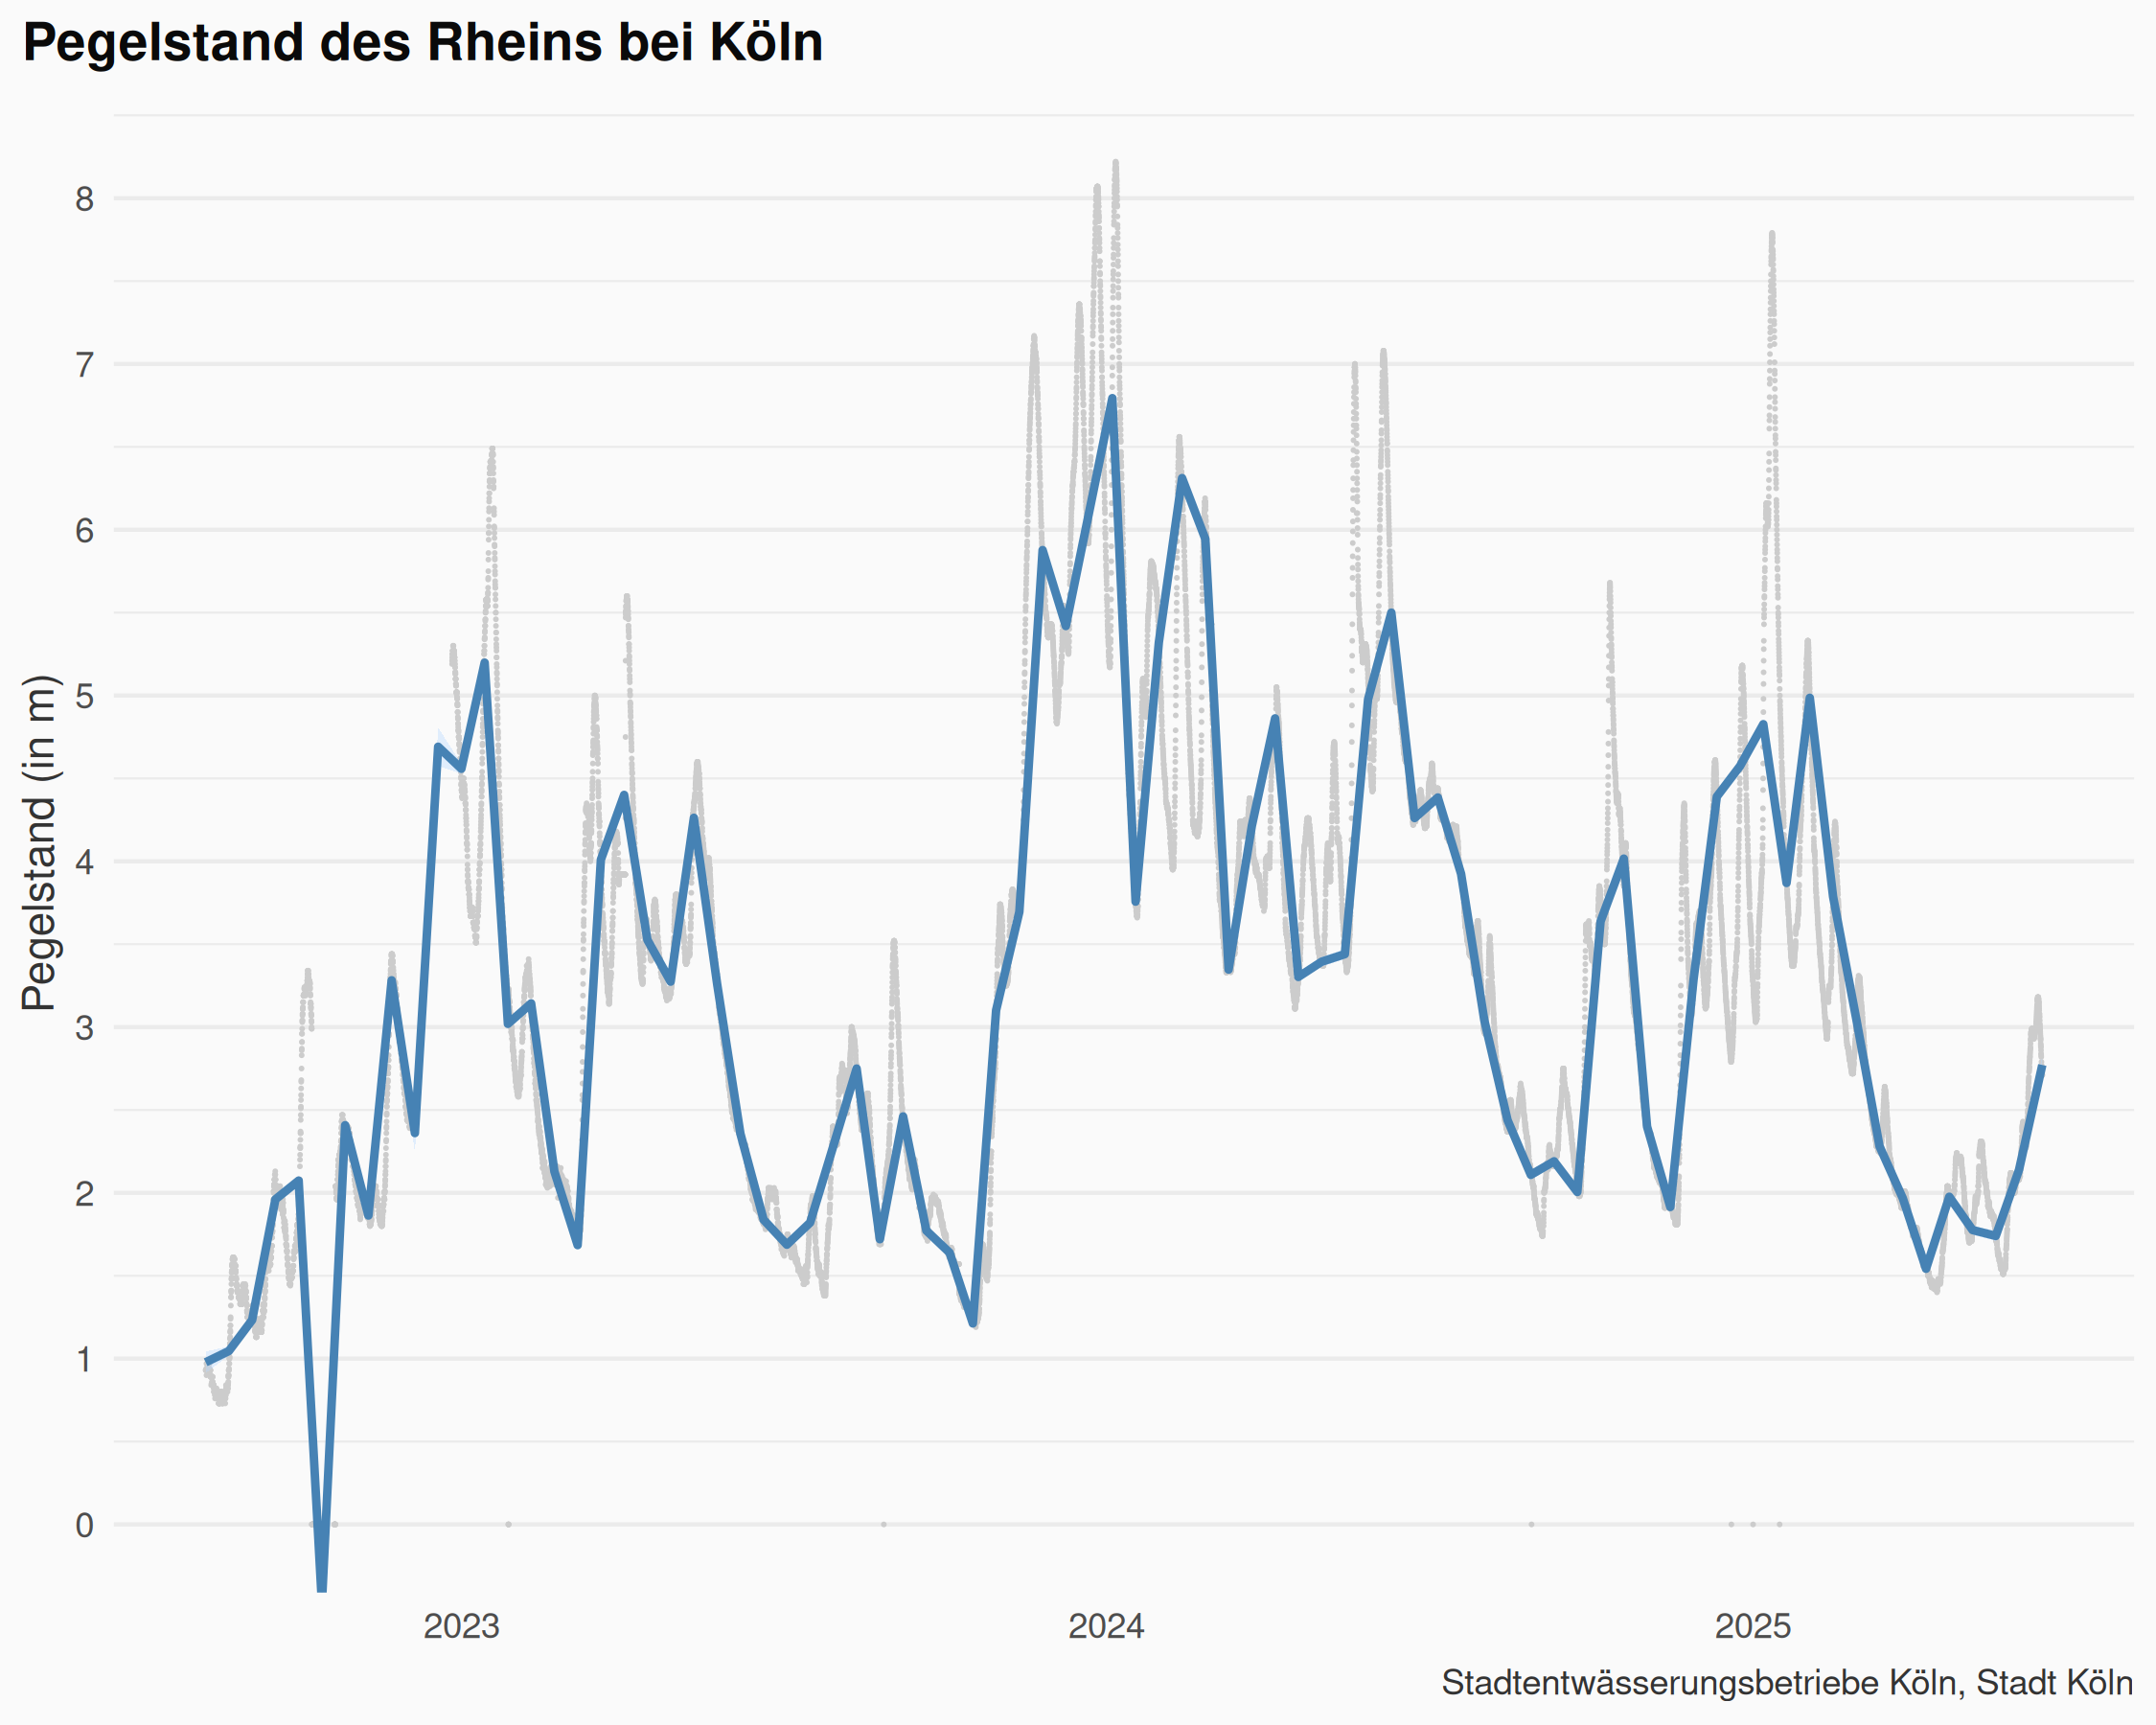 Pegelstand des Rheins bei Köln
Pegelstand (in m)
8
7
6
5
4
3
2
1
0
2023 2024 2025
Stadtentwässerungsbetriebe Köln, Stadt Köln